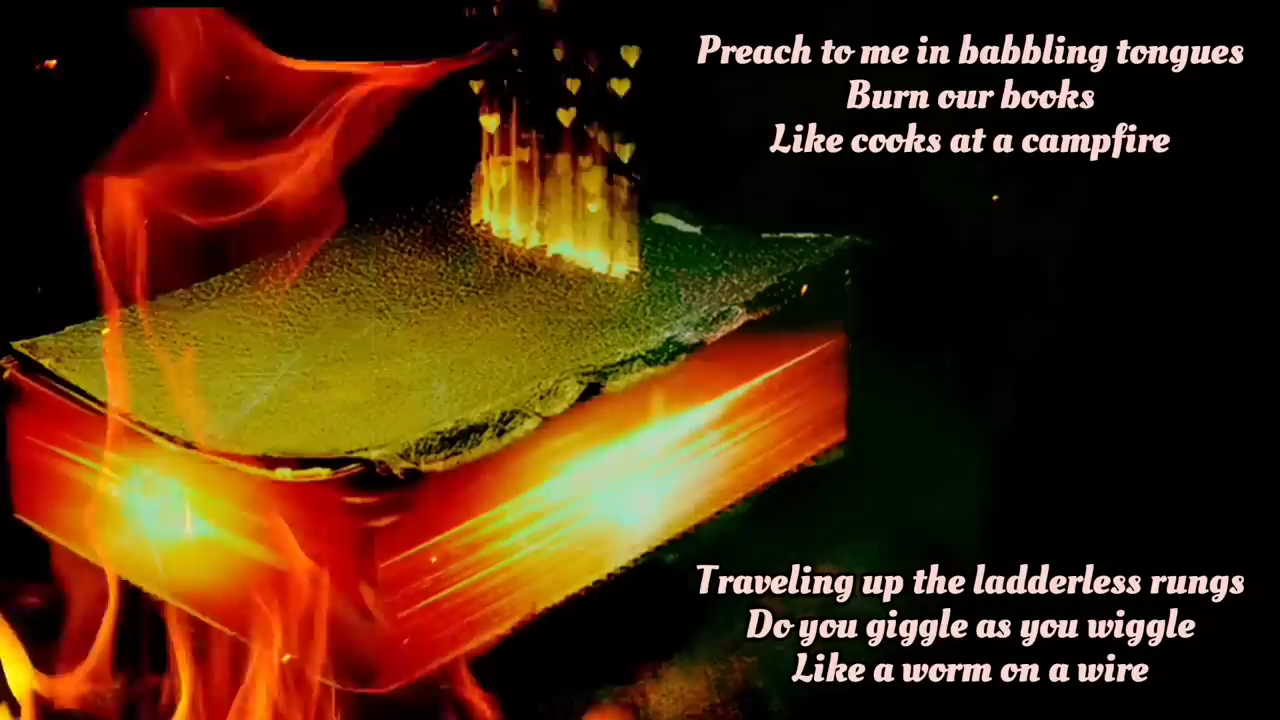 Preach to me in babbling tongues
Burn our books
Like cooks at a campfire
Traveling up the ladderless rungs
Do you giggle as you wiggle
Like a worm on a wire